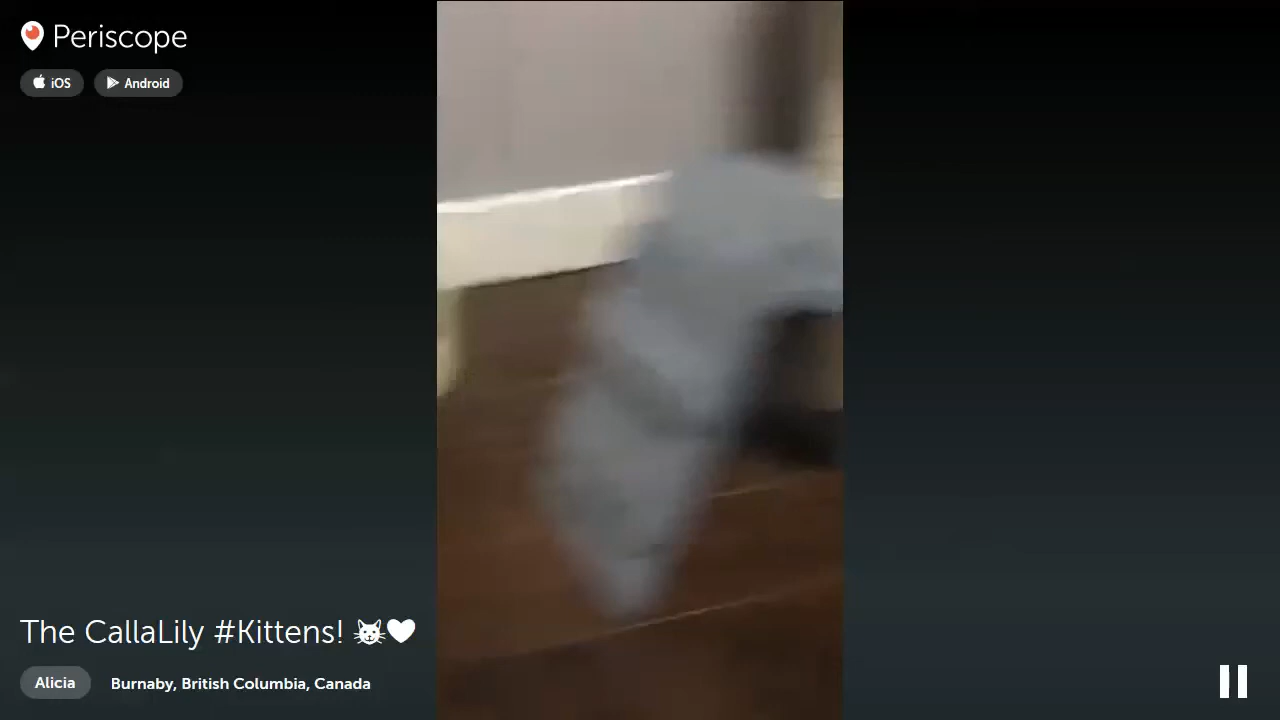 Periscope
iOS
Android
The CallaLily #Kittens! 🐱❤
Alicia
Burnaby, British Columbia, Canada